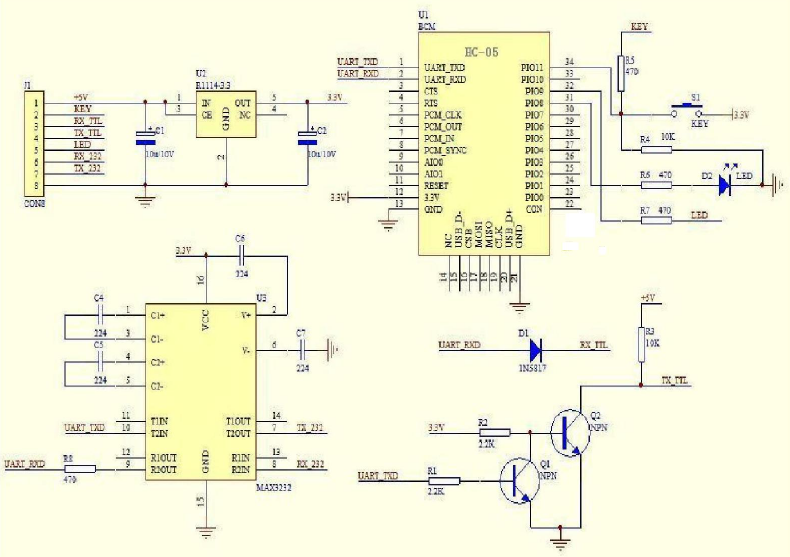 U1
BCM
HC-05
UART_TXD 1 UART_TXD PIO11 34
UART_RXD 2 UART_RXD PIO10 33
3 CTS PIO9 32
4 RTS PIO8 31
5 PCM_CLK PIO7 30
6 PCM_OUT PIO6 29
7 PCM_IN PIO5 28
8 PCM_SYNC PIO4 27
9 AIO0 PIO3 26
10 AIO1 PIO2 25
11 RESET PIO1 24
3.3V 12 3.3V PIO0 23
13 GND CON 22
NC USB_D- CSB MOSI MISO CLK USB_D+ GND
14 15 16 17 18 19 20 21
KEY
R5
470
S1
KEY
3.3V
R4 10K
R6 470
D2 LED
R7 470 LED
J1
1 +5V
2 KEY
3 RX_TTL
4 TX_TTL
5 LED
6 RX_232
7 TX_232
8
CON8
U2
R1114-3.3
1 IN OUT 5 3.3V
3 CE NC 4
GND
2
C1
10u/10V
C2
10u/10V
3.3V
C6
224
16
U3
VCC
C4
224
1 C1+ V+ 2
3 C1-
C5
224
4 C2+ V- 6
5 C2-
C7
224
11 T1IN T1OUT 14
UART_TXD 10 T2IN T2OUT 7 TX_232
12 R1OUT R1IN 13
UART_RXD R8 9 R2OUT R2IN 8 RX_232
470
GND
15
MAX3232
D1
UART_RXD RX_TTL
1N5817
+5V
R3
10K
TX_TTL
Q2
NPN
3.3V R2
2.2K
Q1
NPN
UART_TXD R1
2.2K